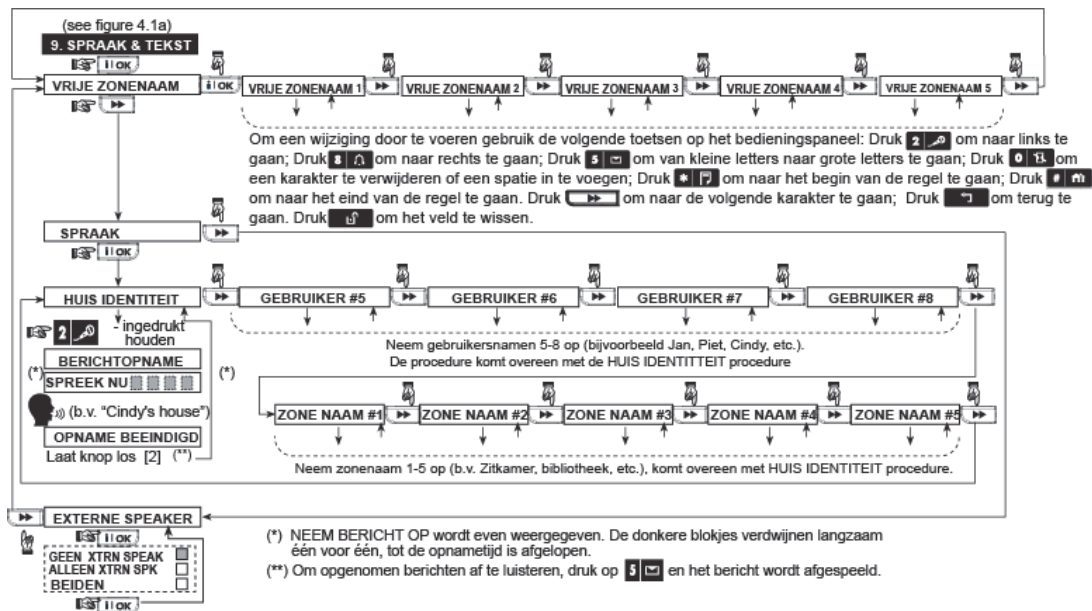 (see figure 4.1a)
9. SPRAAK & TEKST
i I OK
VRIJE ZONENAAM
i I OK
VRIJE ZONENAAM 1
VRIJE ZONENAAM 2
VRIJE ZONENAAM 3
VRIJE ZONENAAM 4
VRIJE ZONENAAM 5
Om een wijziging door te voeren gebruik de volgende toetsen op het bedieningspaneel: Druk 2 om naar links te
gaan; Druk 8 om naar rechts te gaan; Druk 5 om van kleine letters naar grote letters te gaan; Druk 0 om
een karakter te verwijderen of een spatie in te voegen; Druk * om naar het begin van de regel te gaan; Druk #
om naar het eind van de regel te gaan. Druk om naar de volgende karakter te gaan; Druk om terug te
gaan. Druk om het veld te wissen.
SPRAAK
i I OK
HUIS IDENTITEIT
GEBRUIKER #5
GEBRUIKER #6
GEBRUIKER #7
GEBRUIKER #8
2 - ingedrukt
houden
Neem gebruikersnamen 5-8 op (bijvoorbeeld Jan, Piet, Cindy, etc.).
De procedure komt overeen met de HUIS IDENTITTEIT procedure
BERICHTOPNAME
(*) SPREEK NU (*)
(b.v. “Cindy's house”)
OPNAME BEEINDIGD
Laat knop los [2] (**)
ZONE NAAM #1
ZONE NAAM #2
ZONE NAAM #3
ZONE NAAM #4
ZONE NAAM #5
Neem zonenaam 1-5 op (b.v. Zitkamer, bibliotheek, etc.), komt overeen met HUIS IDENTITEIT procedure.
EXTERNE SPEAKER
i I OK
GEEN XTRN SPEAK
ALLEEN XTRN SPK
BEIDEN
i I OK
(*) NEEM BERICHT OP wordt even weergegeven. De donkere blokjes verdwijnen langzaam
één voor één, tot de opnametijd is afgelopen.
(**) Om opgenomen berichten af te luisteren, druk op 5 en het bericht wordt afgespeeld.